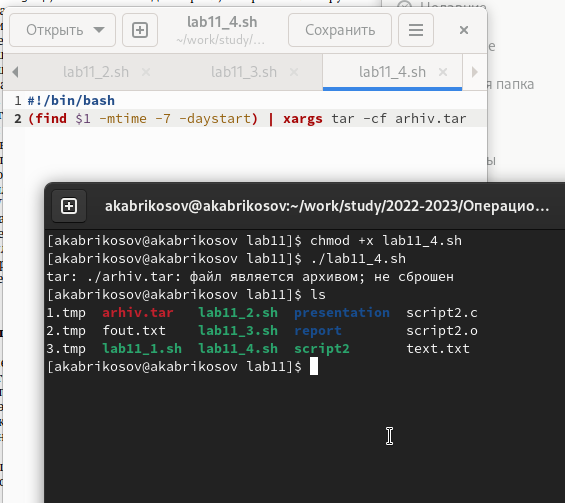 Открыть
lab11_4.sh
~/work/study/…
Сохранить
lab11_2.sh
lab11_3.sh
lab11_4.sh
я папка
1 #!/bin/bash
2 (find $1 -mtime -7 -daystart) | xargs tar -cf arhiv.tar
akabrikosov@akabrikosov:~/work/study/2022-2023/Операцио…
[akabrikosov@akabrikosov lab11]$ chmod +x lab11_4.sh
[akabrikosov@akabrikosov lab11]$ ./lab11_4.sh
tar: ./arhiv.tar: файл является архивом; не сброшен
[akabrikosov@akabrikosov lab11]$ ls
1.tmp arhiv.tar lab11_2.sh presentation script2.c
2.tmp fout.txt lab11_3.sh report script2.o
3.tmp lab11_1.sh lab11_4.sh script2 text.txt
[akabrikosov@akabrikosov lab11]$